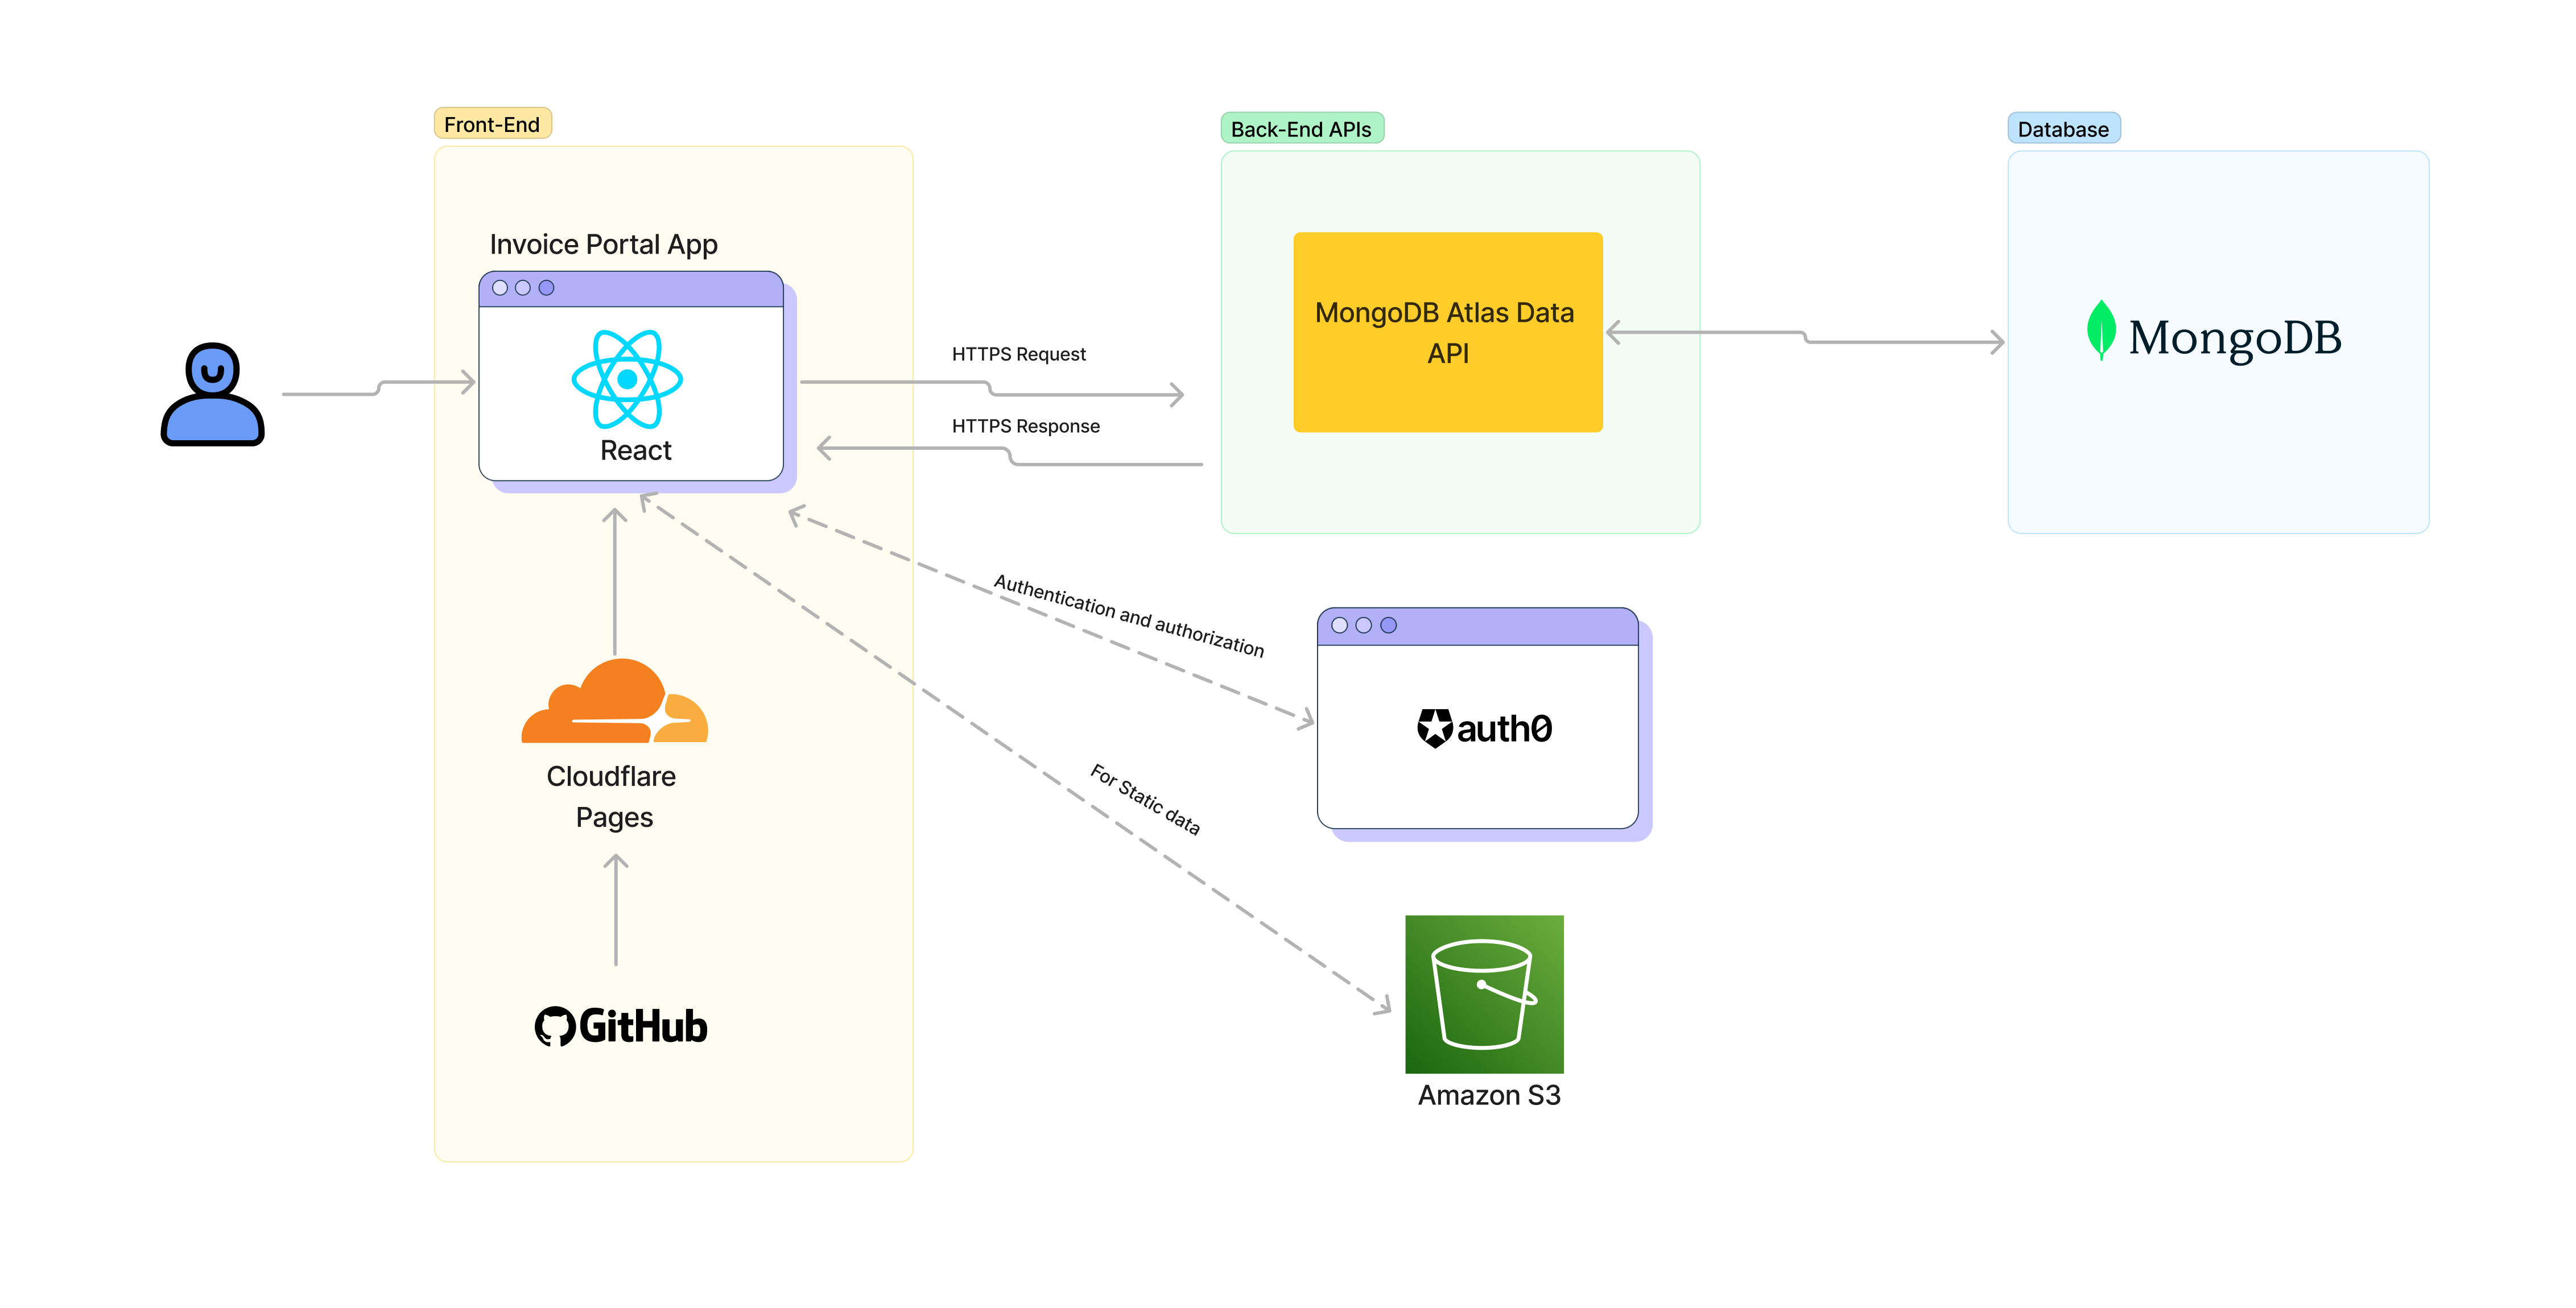 Front-End
Back-End APIs
Database
Invoice Portal App
React
HTTPS Request
HTTPS Response
MongoDB Atlas Data
API
MongoDB
Authentication and authorization
auth0
For Static data
Cloudflare
Pages
GitHub
Amazon S3